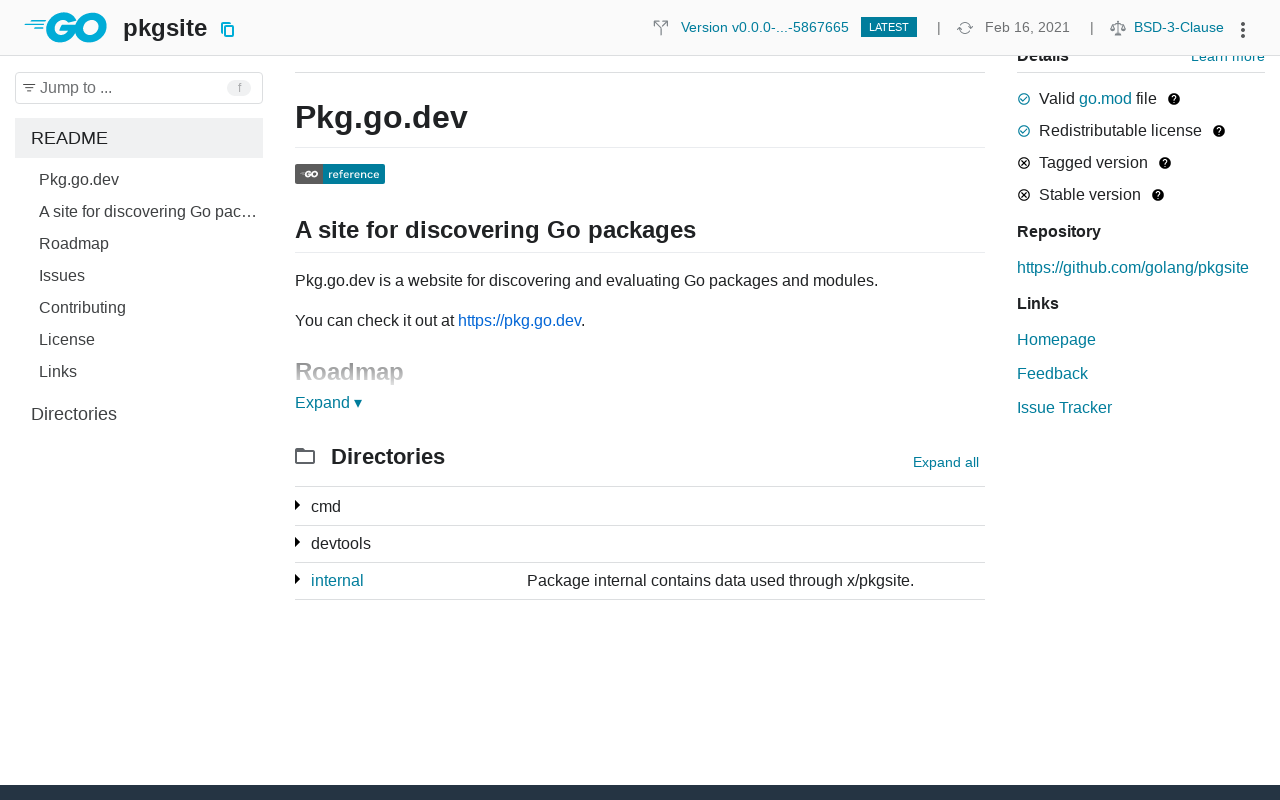 GO pkgsite
Version v0.0.0-...-5867665 LATEST | Feb 16, 2021 | BSD-3-Clause
Jump to ... f
README
Pkg.go.dev
A site for discovering Go pac…
Roadmap
Issues
Contributing
License
Links
Directories
Pkg.go.dev
GO reference
A site for discovering Go packages
Pkg.go.dev is a website for discovering and evaluating Go packages and modules.
You can check it out at https://pkg.go.dev.
Roadmap
Expand ▾
Directories
Expand all
cmd
devtools
internal Package internal contains data used through x/pkgsite.
Details Learn more
Valid go.mod file
Redistributable license
Tagged version
Stable version
Repository
https://github.com/golang/pkgsite
Links
Homepage
Feedback
Issue Tracker